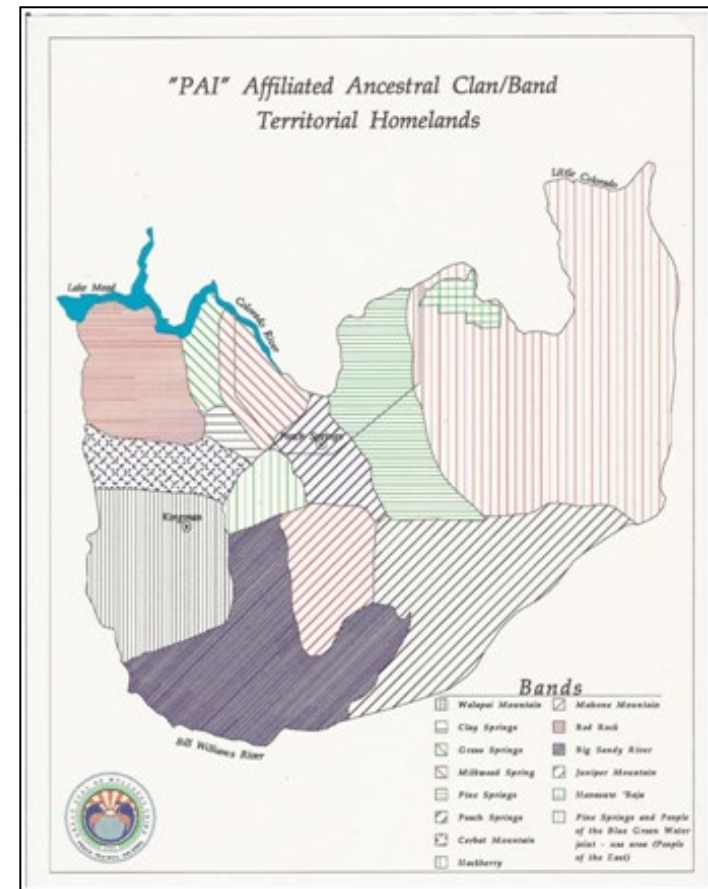 "PAI" Affiliated Ancestral Clan/Band
Territorial Homelands
Little Colorado
Lake Mead
Colorado River
Peach Springs
Kingman
Bill Williams River
Bands
Walapai Mountain
Clay Springs
Grass Springs
Milkweed Spring
Pine Springs
Peach Springs
Cerbat Mountain
Hackberry
Mahone Mountain
Red Rock
Big Sandy River
Juniper Mountain
Havasuw 'Baja
Pine Springs and People
of the Blue Green Water
joint - use area (People
of the East)